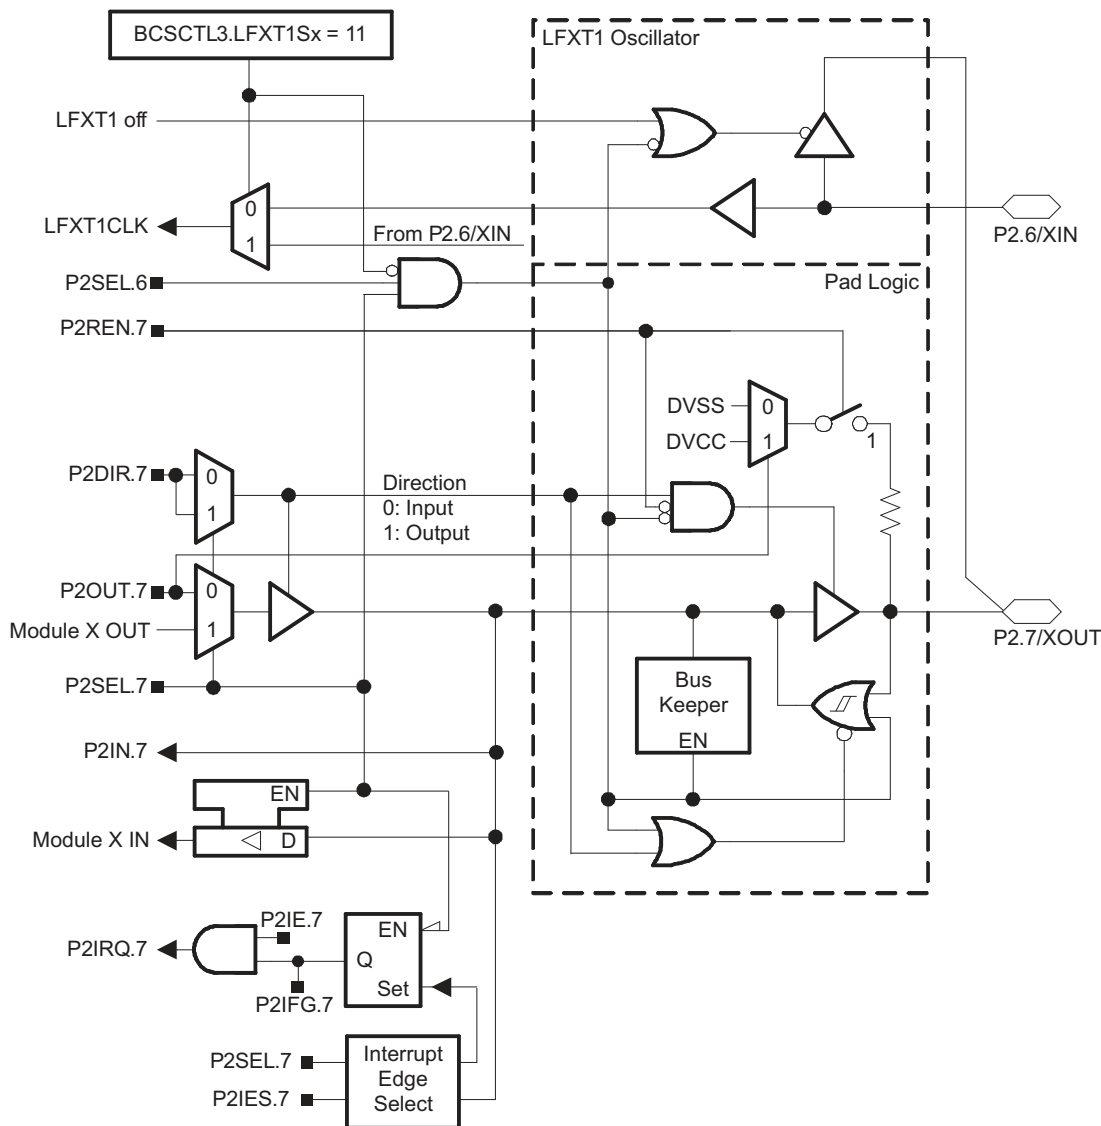 BCSCTL3.LFXT1Sx = 11
LFXT1 Oscillator
LFXT1 off
0
LFXT1CLK
1
From P2.6/XIN
P2.6/XIN
P2SEL.6
Pad Logic
P2REN.7
DVSS
0
DVCC
1
1
P2DIR.7
0
1
Direction
0: Input
1: Output
P2OUT.7
0
Module X OUT
1
P2.7/XOUT
P2SEL.7
Bus
Keeper
EN
P2IN.7
EN
Module X IN
D
P2IE.7
EN
P2IRQ.7
Q
Set
P2IFG.7
P2SEL.7
P2IES.7
Interrupt
Edge
Select